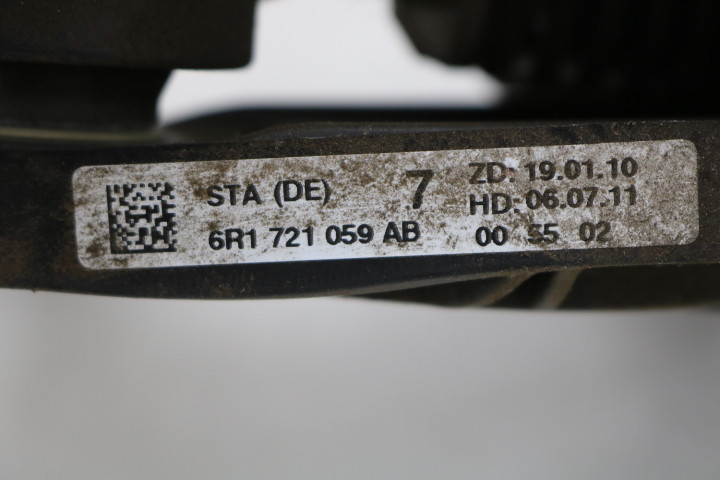 STA (DE) 7 ZD: 19.01.10
HD: 06.07.11
6R1 721 059 AB 00 55 02